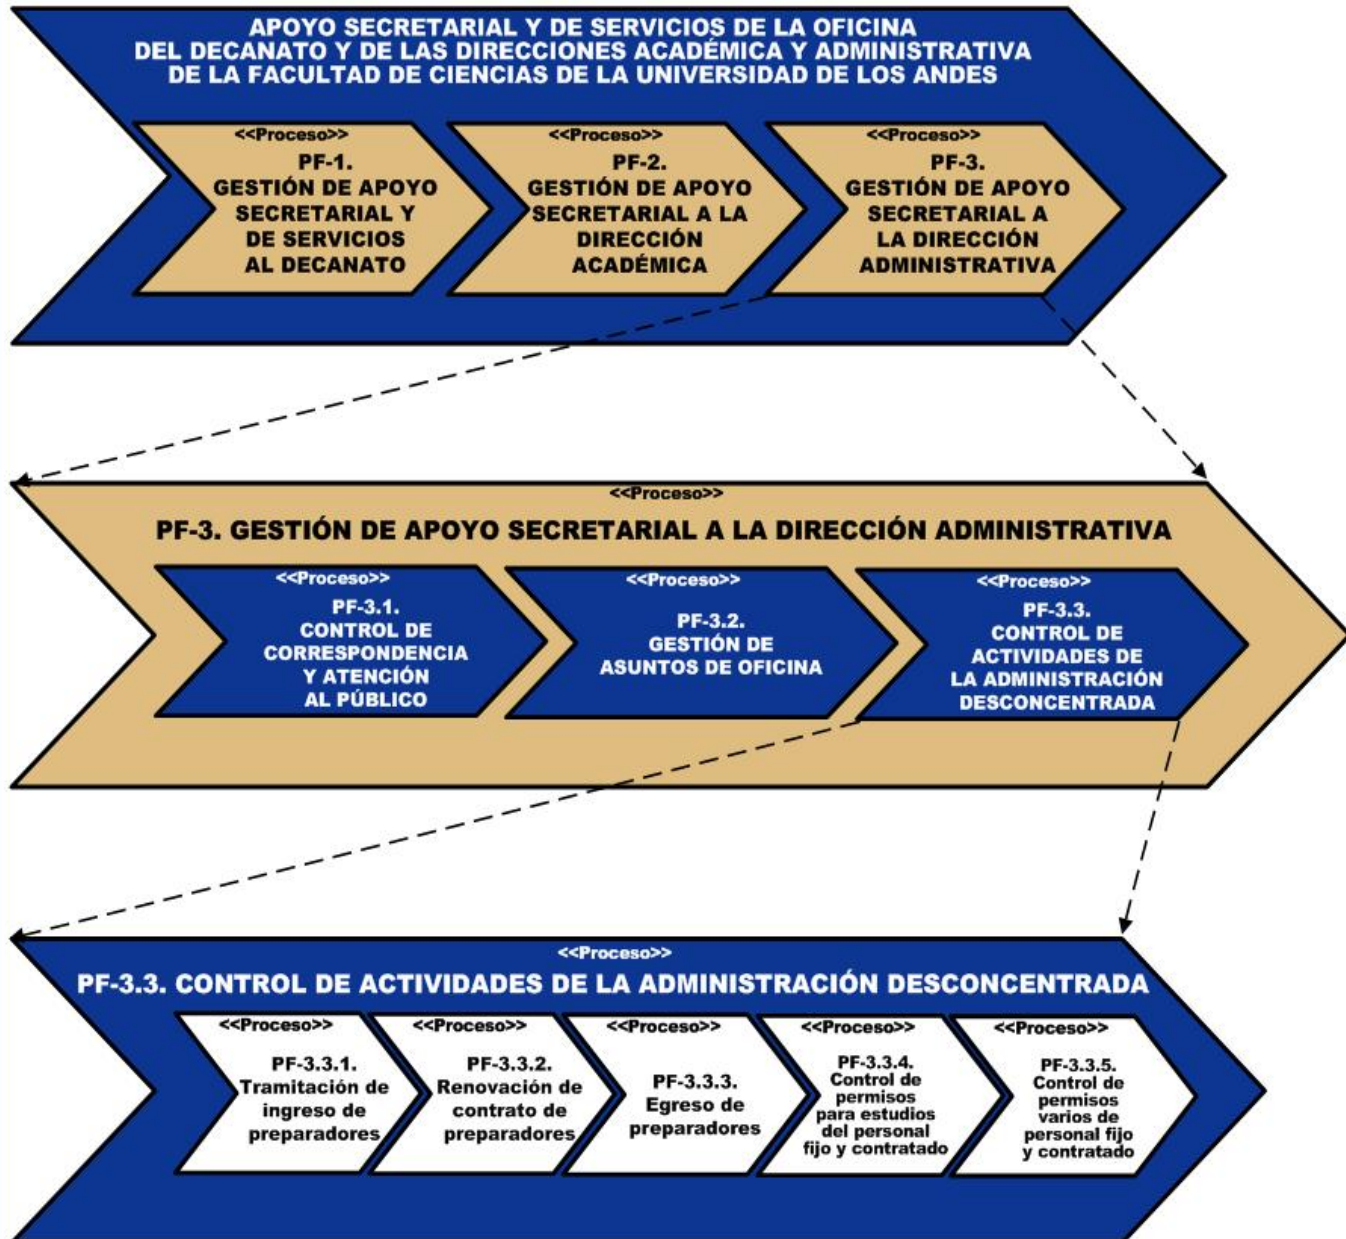 APOYO SECRETARIAL Y DE SERVICIOS DE LA OFICINA
DEL DECANATO Y DE LAS DIRECCIONES ACADÉMICA Y ADMINISTRATIVA
DE LA FACULTAD DE CIENCIAS DE LA UNIVERSIDAD DE LOS ANDES
<<Proceso>>
PF-1.
GESTIÓN DE APOYO
SECRETARIAL Y
DE SERVICIOS
AL DECANATO
<<Proceso>>
PF-2.
GESTIÓN DE APOYO
SECRETARIAL A LA
DIRECCIÓN
ACADÉMICA
<<Proceso>>
PF-3.
GESTIÓN DE APOYO
SECRETARIAL A
LA DIRECCIÓN
ADMINISTRATIVA
<<Proceso>>
PF-3. GESTIÓN DE APOYO SECRETARIAL A LA DIRECCIÓN ADMINISTRATIVA
<<Proceso>>
PF-3.1.
CONTROL DE
CORRESPONDENCIA
Y ATENCIÓN
AL PÚBLICO
<<Proceso>>
PF-3.2.
GESTIÓN DE
ASUNTOS DE OFICINA
<<Proceso>>
PF-3.3.
CONTROL DE
ACTIVIDADES DE
LA ADMINISTRACIÓN
DESCONCENTRADA
<<Proceso>>
PF-3.3. CONTROL DE ACTIVIDADES DE LA ADMINISTRACIÓN DESCONCENTRADA
<<Proceso>>
PF-3.3.1.
Tramitación de
ingreso de
preparadores
<<Proceso>>
PF-3.3.2.
Renovación de
contrato de
preparadores
<<Proceso>>
PF-3.3.3.
Egreso de
preparadores
<<Proceso>>
PF-3.3.4.
Control de
permisos
para estudios
del personal
fijo y contratado
<<Proceso>>
PF-3.3.5.
Control de
permisos
varios de
personal fijo
y contratado